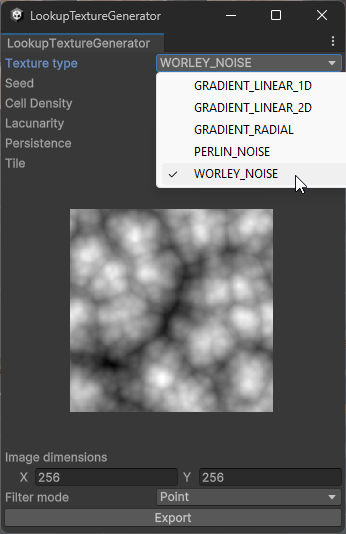 LookupTextureGenerator
LookupTextureGenerator
Texture type WORLEY_NOISE
Seed
GRADIENT_LINEAR_1D
Cell Density
GRADIENT_LINEAR_2D
Lacunarity
GRADIENT_RADIAL
Persistence
PERLIN_NOISE
Tile
WORLEY_NOISE
Image dimensions
X 256 Y 256
Filter mode Point
Export